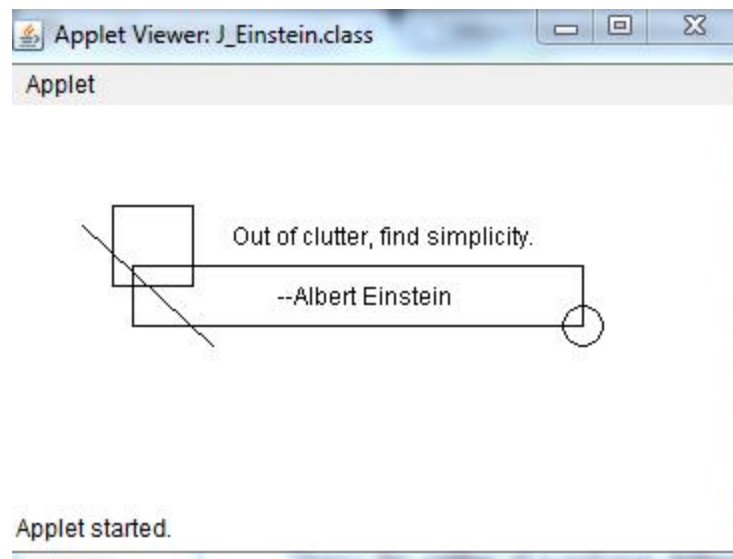 Applet Viewer: J_Einstein.class
Applet
Out of clutter, find simplicity.
--Albert Einstein
Applet started.